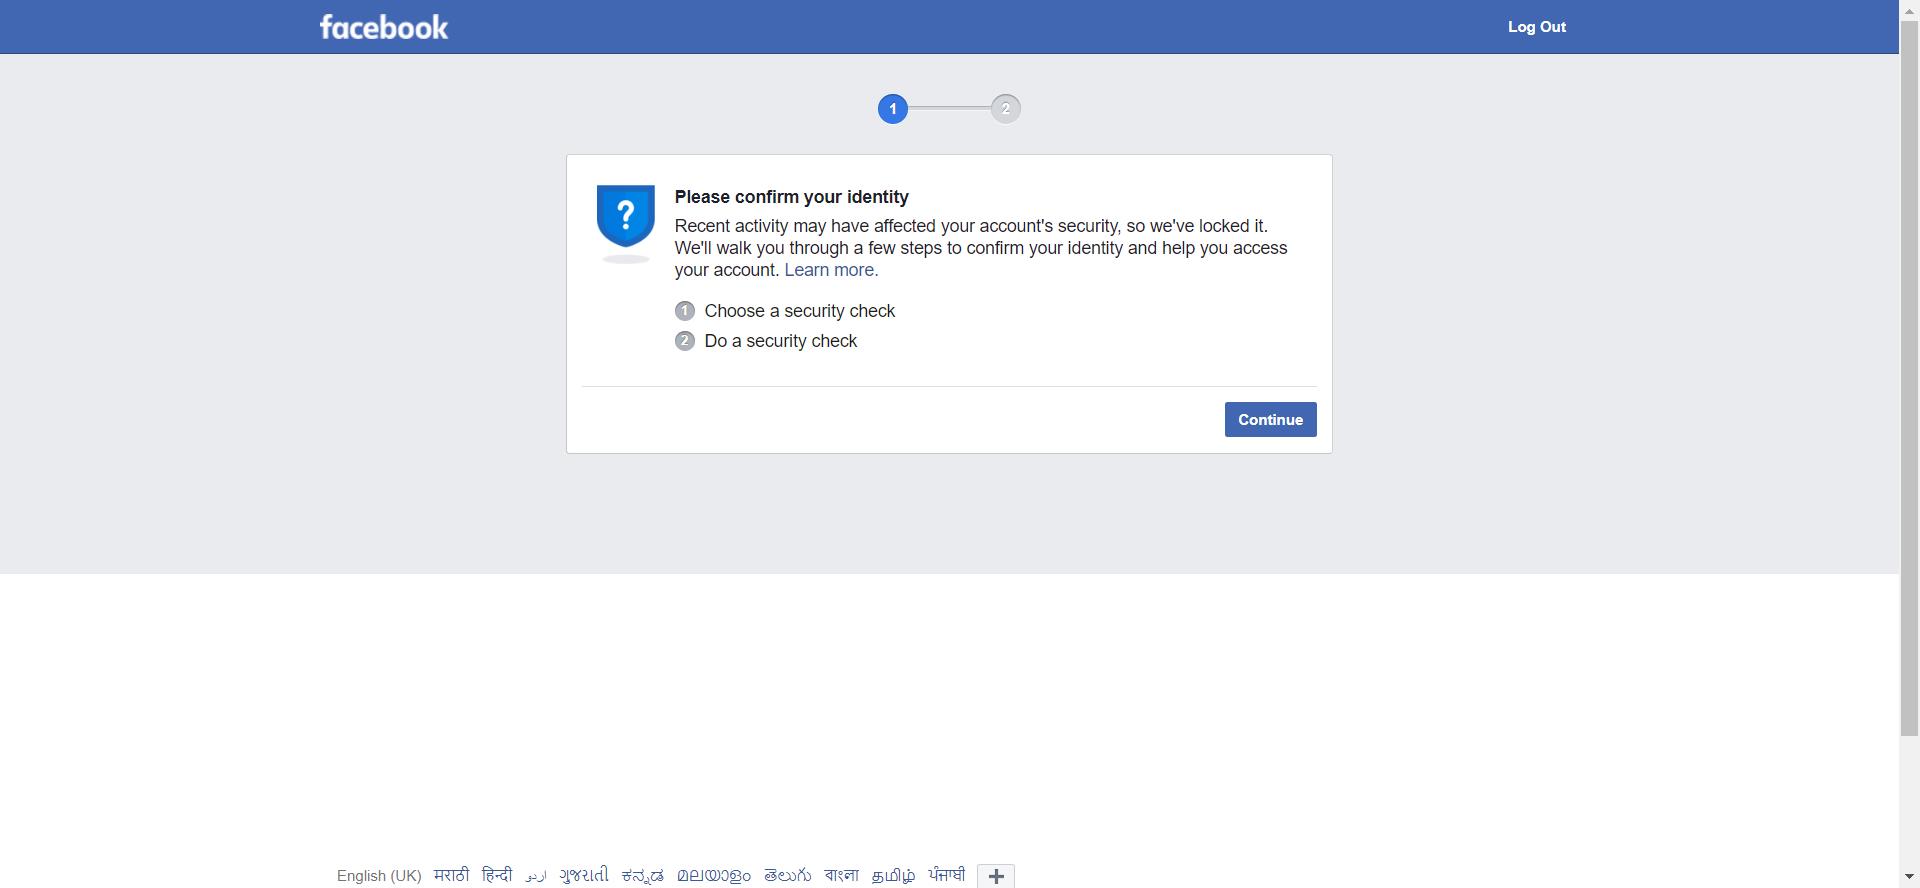 facebook
Log Out
1
2
?
Please confirm your identity
Recent activity may have affected your account's security, so we've locked it.
We'll walk you through a few steps to confirm your identity and help you access
your account. Learn more.
1 Choose a security check
2 Do a security check
Continue
English (UK) मराठी हिन्दी اردو ગુજરાતી ಕನ್ನಡ മലയാളം తెలుగు বাংলা தமிழ் ਪੰਜਾਬੀ +